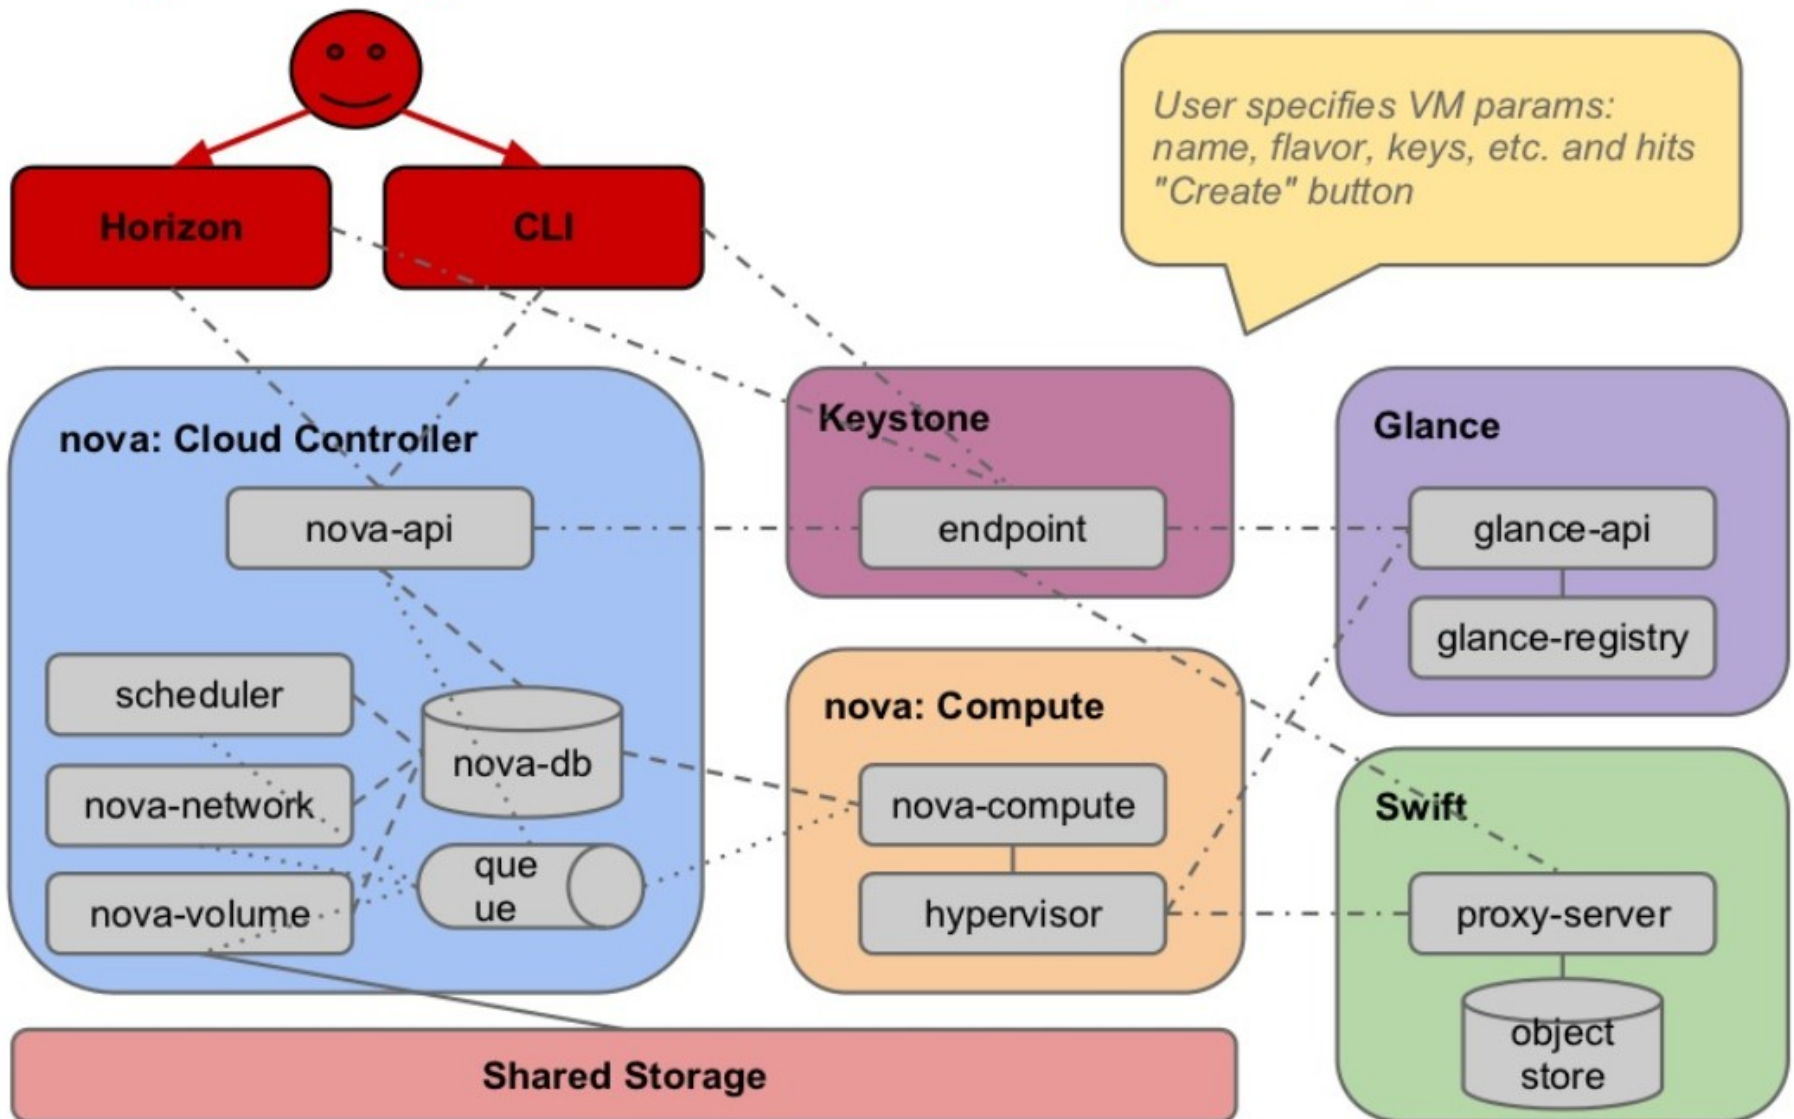 User specifies VM params:
name, flavor, keys, etc. and hits
"Create" button
Horizon
CLI
nova: Cloud Controller
nova-api
scheduler
nova-db
nova-network
que
ue
nova-volume
Keystone
endpoint
nova: Compute
nova-compute
hypervisor
Glance
glance-api
glance-registry
Swift
proxy-server
object
store
Shared Storage